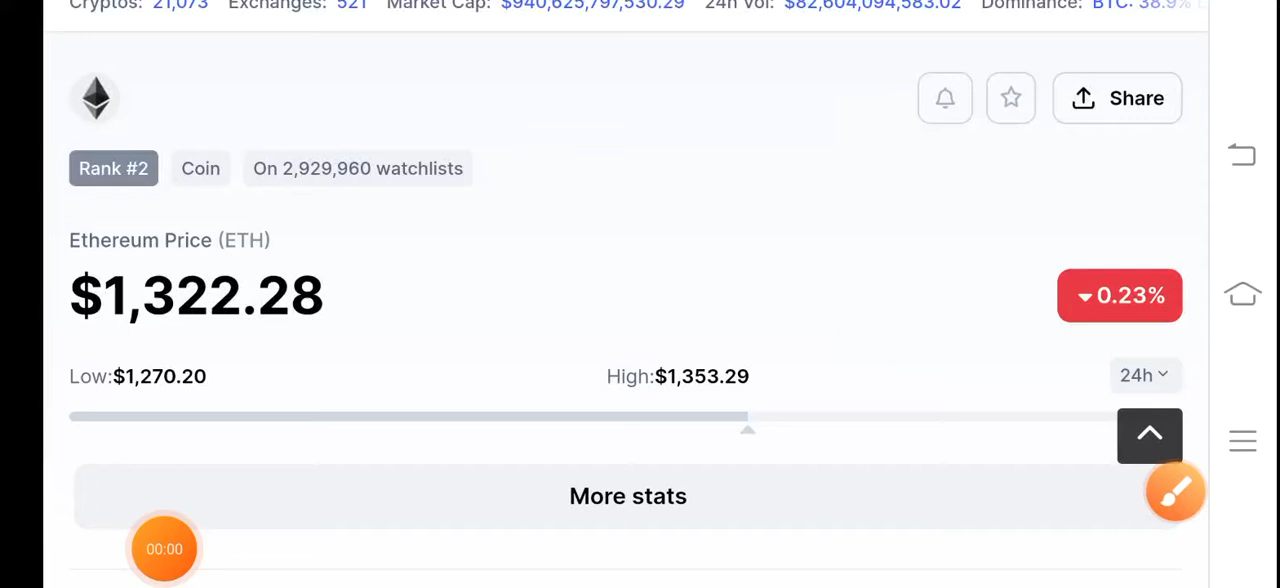 Cryptos: 21,073 Exchanges: 521 Market Cap: $940,625,797,530.29 24h Vol: $82,604,094,583.02 Dominance: BTC: 38.9%
Share
Rank #2 Coin On 2,929,960 watchlists
Ethereum Price (ETH)
$1,322.28 0.23%
Low:$1,270.20 High:$1,353.29 24h
More stats
00:00